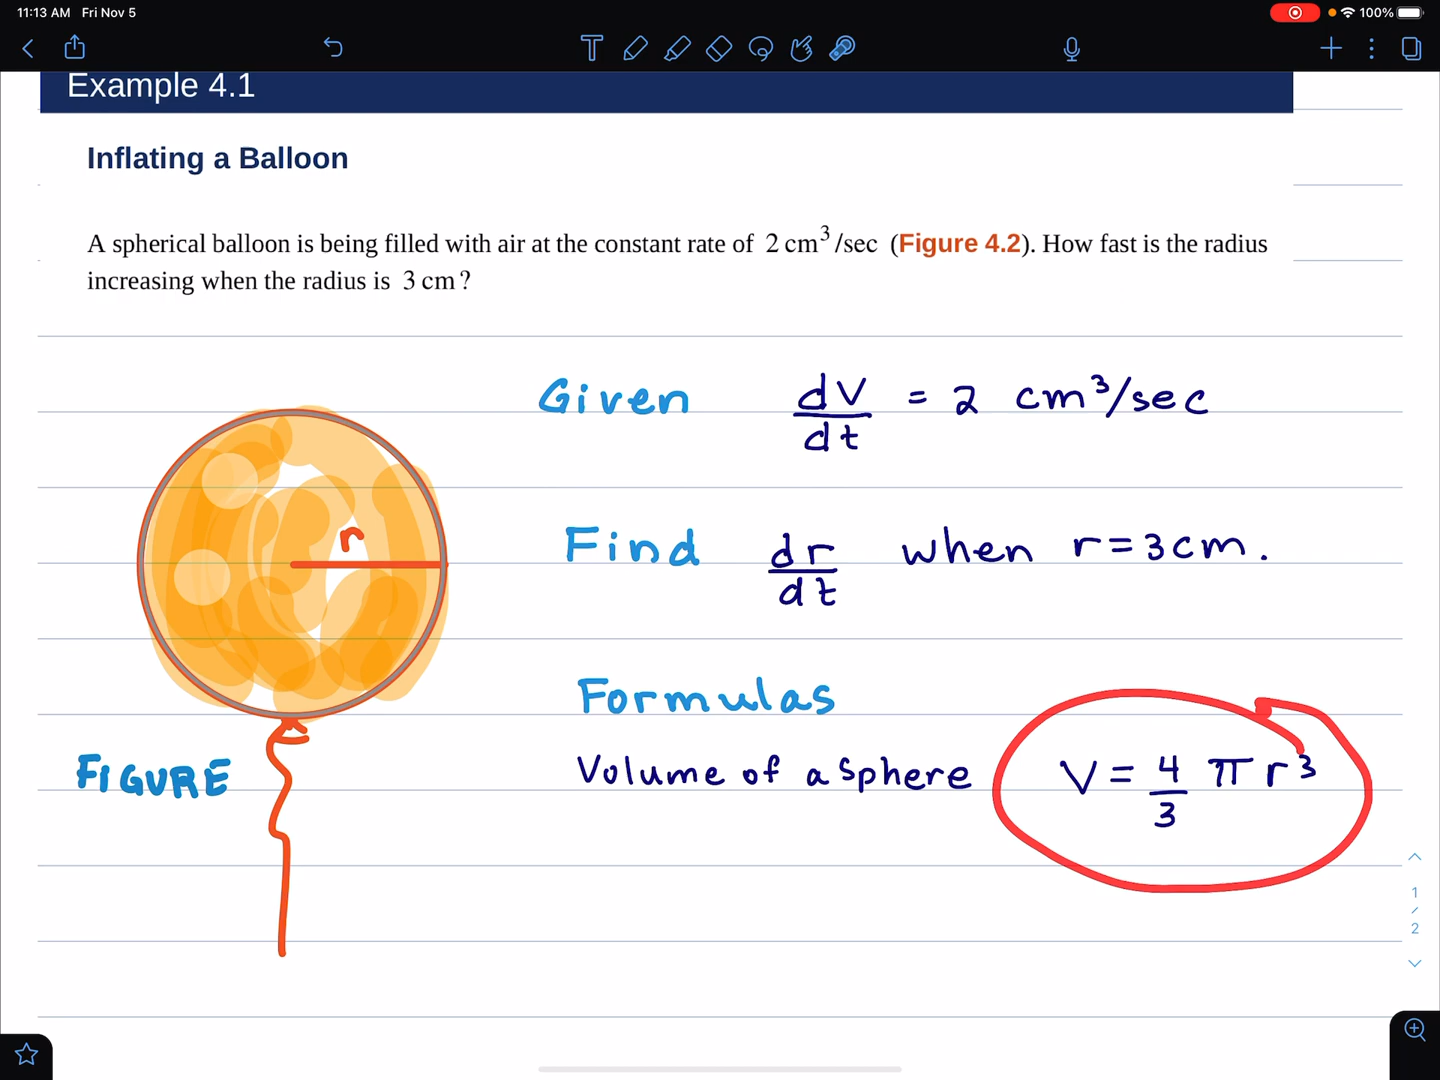 11:13 AM Fri Nov 5 100%
Example 4.1
Inflating a Balloon
A spherical balloon is being filled with air at the constant rate of 2 cm³/sec (Figure 4.2). How fast is the radius
increasing when the radius is 3 cm?
Given dV/dt = 2 cm³/sec
Find dr/dt when r = 3 cm.
r
Formulas
Volume of a sphere V = 4/3 π r³
FIGURE
1
/
2